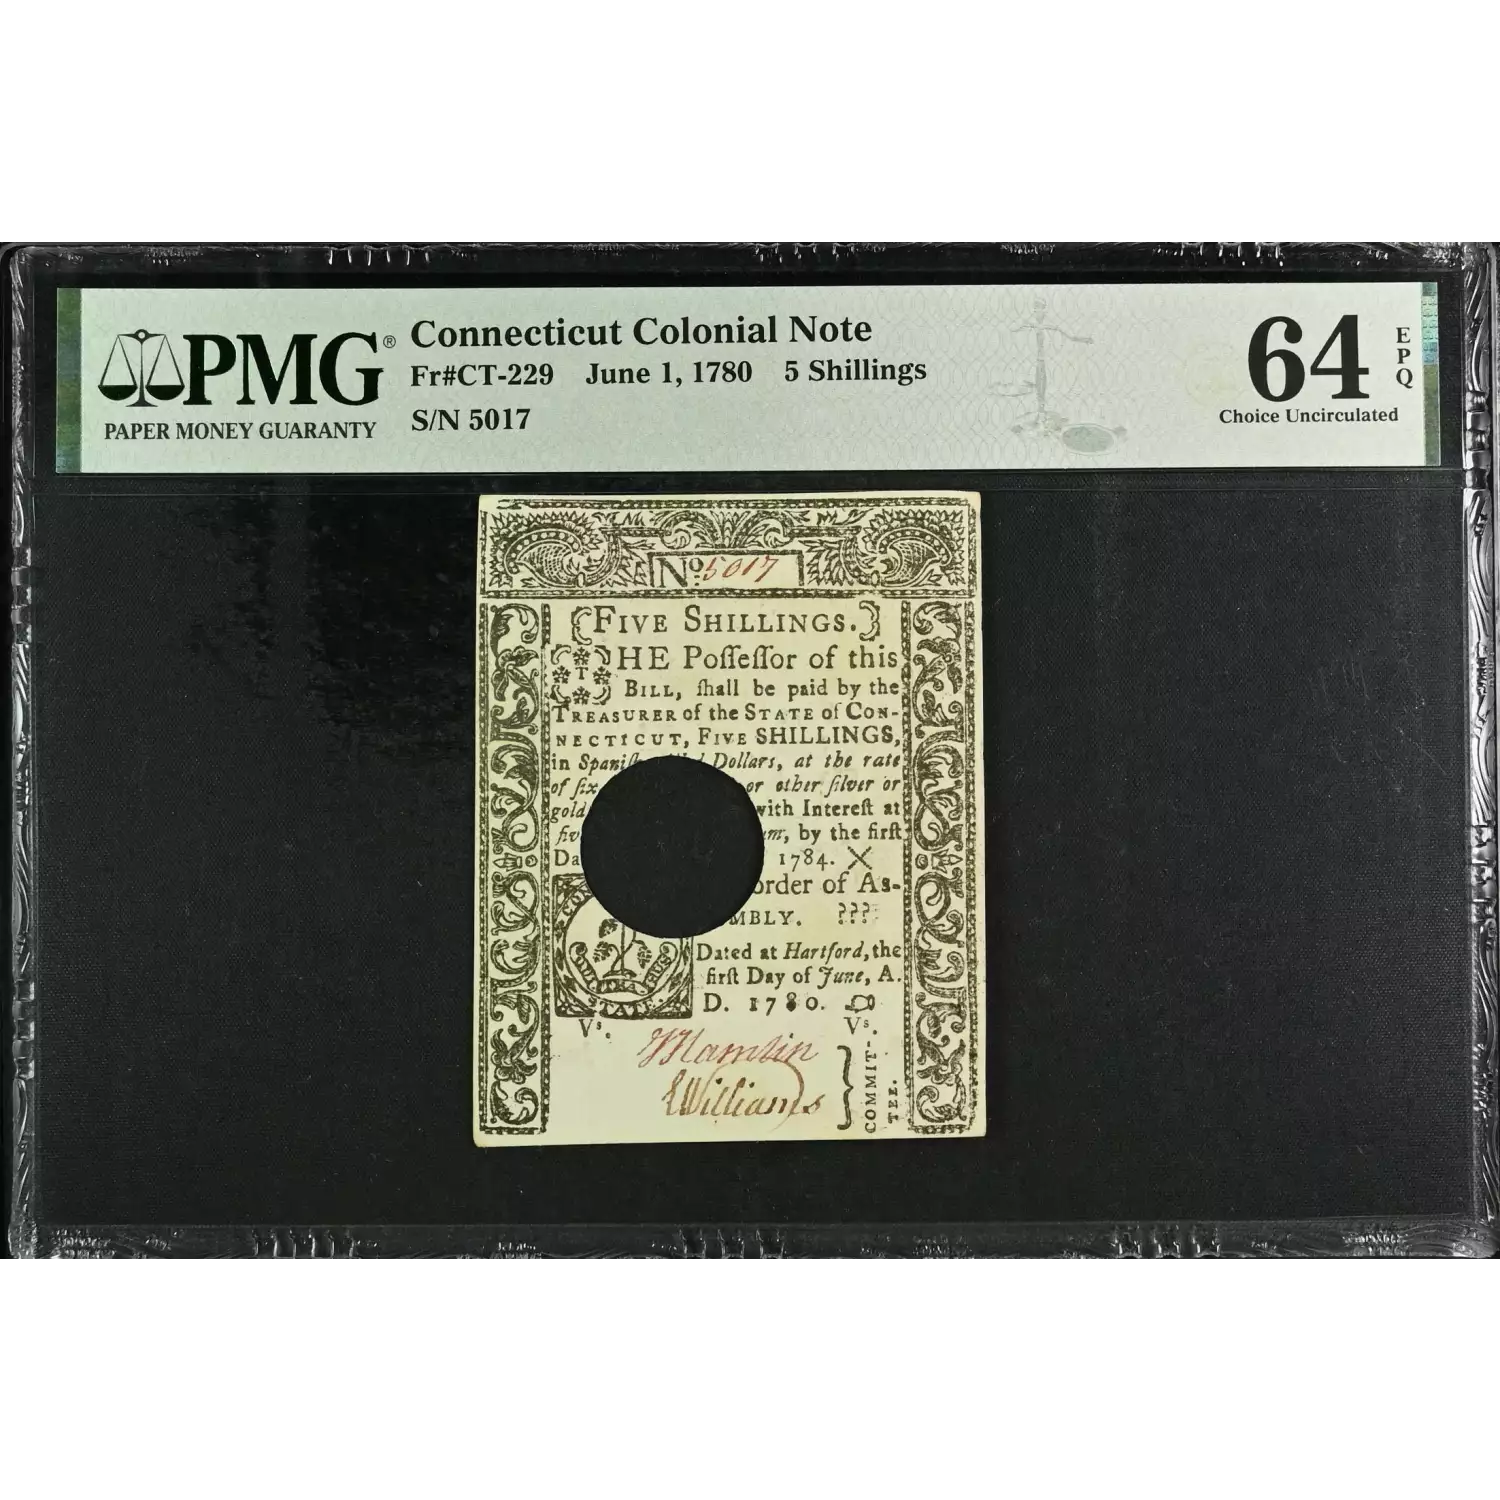 PMG®
PAPER MONEY GUARANTY
Connecticut Colonial Note
Fr#CT-229 June 1, 1780 5 Shillings
S/N 5017
64
EPQ
Choice Uncirculated
No: 5017
FIVE SHILLINGS.
THE Poſſeſſor of this
BILL, ſhall be paid by the
TREASURER of the STATE of CON-
NECTICUT, FIVE SHILLINGS,
in Dollars, at the rate
of ſix or other ſilver or
gold with Intereſt at
by the firſt
1784. X
order of As-
MBLY. ???
Dated at Hartford, the
firſt Day of June, A.
D. 1780.
STATE
Vs. Vs.
Williams
COMMIT-
TEE.